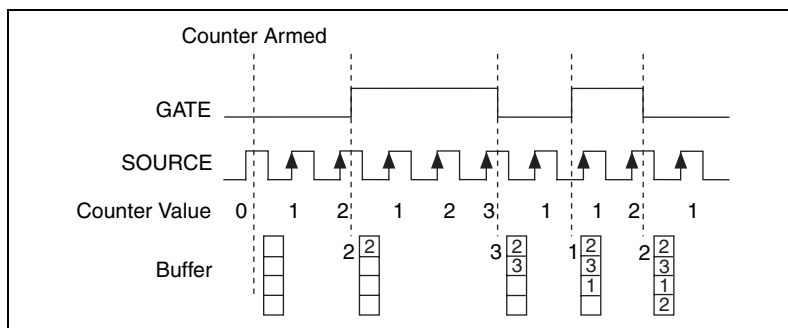 Counter Armed
GATE
SOURCE
Counter Value 0 1 2 1 2 3 1 1 2 1
Buffer
2 2
3 2 3
1 2 3 1
2 2 3 1 2